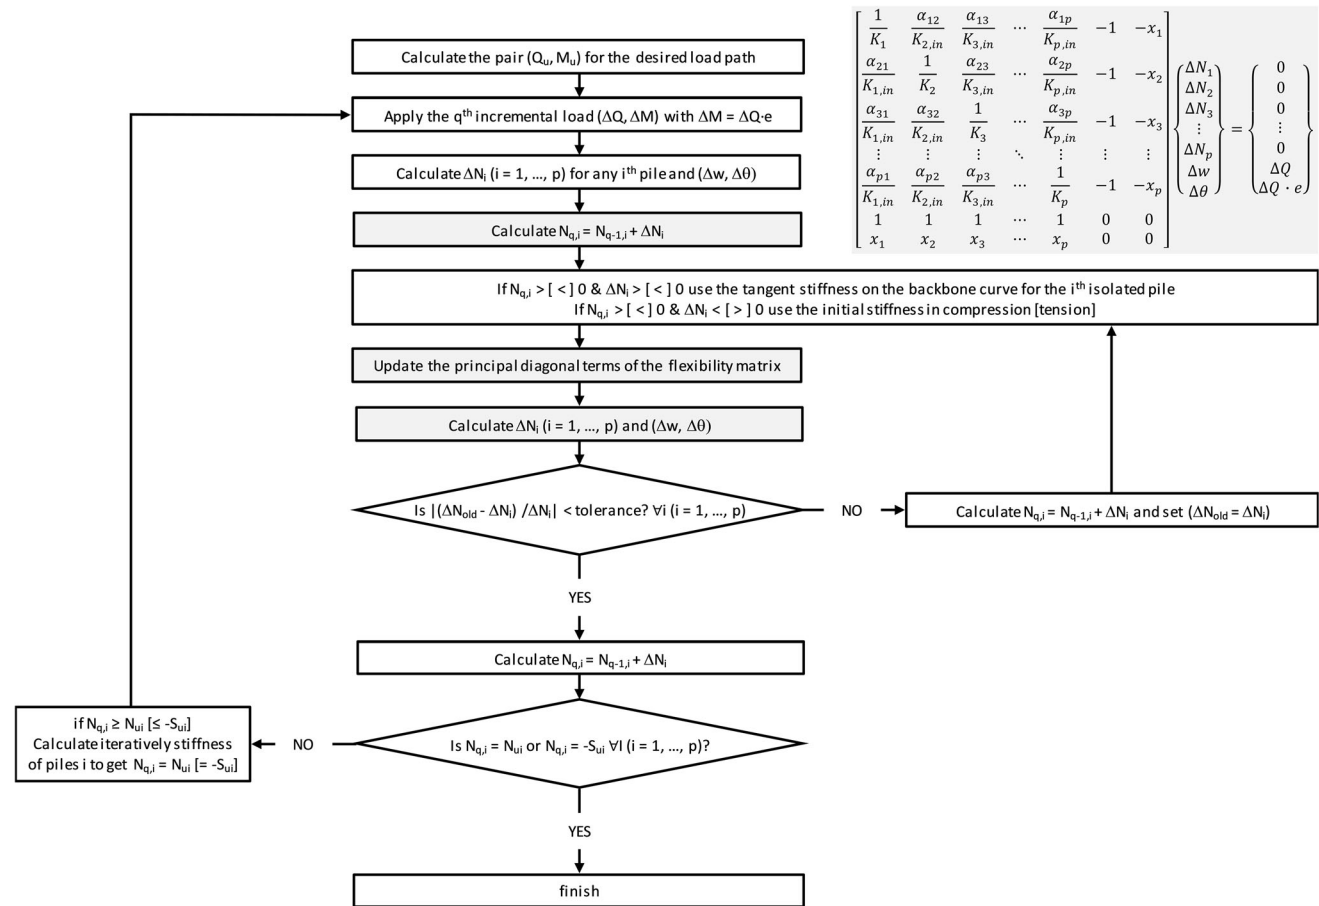 Calculate the pair (Qu, Mu) for the desired load path
Apply the qth incremental load (ΔQ, ΔM) with ΔM = ΔQ·e
Calculate ΔNi (i = 1, ..., p) for any ith pile and (Δw, Δθ)
Calculate Nq,i = Nq-1,i + ΔNi
If Nq,i > [ < ] 0 & ΔNi > [ < ] 0 use the tangent stiffness on the backbone curve for the ith isolated pile
If Nq,i > [ < ] 0 & ΔNi < [ > ] 0 use the initial stiffness in compression [tension]
Update the principal diagonal terms of the flexibility matrix
Calculate ΔNi (i = 1, ..., p) and (Δw, Δθ)
Is |(ΔNold - ΔNi) /ΔNi| < tolerance? ∀i (i = 1, ..., p)
NO
Calculate Nq,i = Nq-1,i + ΔNi and set (ΔNold = ΔNi)
YES
Calculate Nq,i = Nq-1,i + ΔNi
Is Nq,i = Nui or Nq,i = -Sui ∀I (i = 1, ..., p)?
NO
if Nq,i ≥ Nui [≤ -Sui]
Calculate iteratively stiffness
of piles i to get Nq,i = Nui [= -Sui]
YES
finish
1/K1 α12/K2,in α13/K3,in ⋯ α1p/Kp,in −1 −x1
α21/K1,in 1/K2 α23/K3,in ⋯ α2p/Kp,in −1 −x2
α31/K1,in α32/K2,in 1/K3 ⋯ α3p/Kp,in −1 −x3
⋮ ⋮ ⋮ ⋱ ⋮ ⋮ ⋮
αp1/K1,in αp2/K2,in αp3/K3,in ⋯ 1/Kp −1 −xp
1 1 1 ⋯ 1 0 0
x1 x2 x3 ⋯ xp 0 0
ΔN1
ΔN2
ΔN3
⋮
ΔNp
Δw
Δθ
=
0
0
0
⋮
0
ΔQ
ΔQ · e